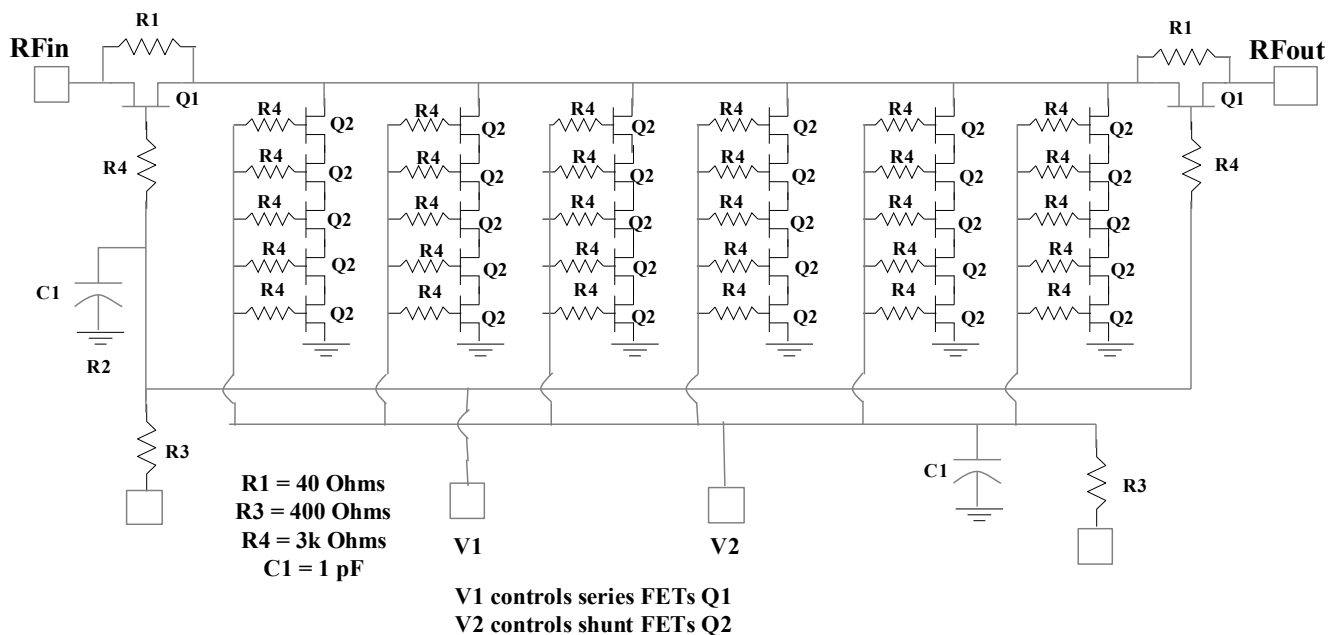 R1
R1
RFin
RFout
Q1
Q1
R4 R4 R4 R4 R4 R4
Q2 Q2 Q2 Q2 Q2 Q2
R4 R4
R4 R4 R4 R4 R4 R4
Q2 Q2 Q2 Q2 Q2 Q2
R4 R4 R4 R4 R4 R4
Q2 Q2 Q2 Q2 Q2 Q2
R4 R4 R4 R4 R4 R4
Q2 Q2 Q2 Q2 Q2 Q2
C1
R4 R4 R4 R4 R4 R4
Q2 Q2 Q2 Q2 Q2 Q2
R2
R3
C1
R3
R1 = 40 Ohms
R3 = 400 Ohms
R4 = 3k Ohms
C1 = 1 pF
V1
V2
V1 controls series FETs Q1
V2 controls shunt FETs Q2